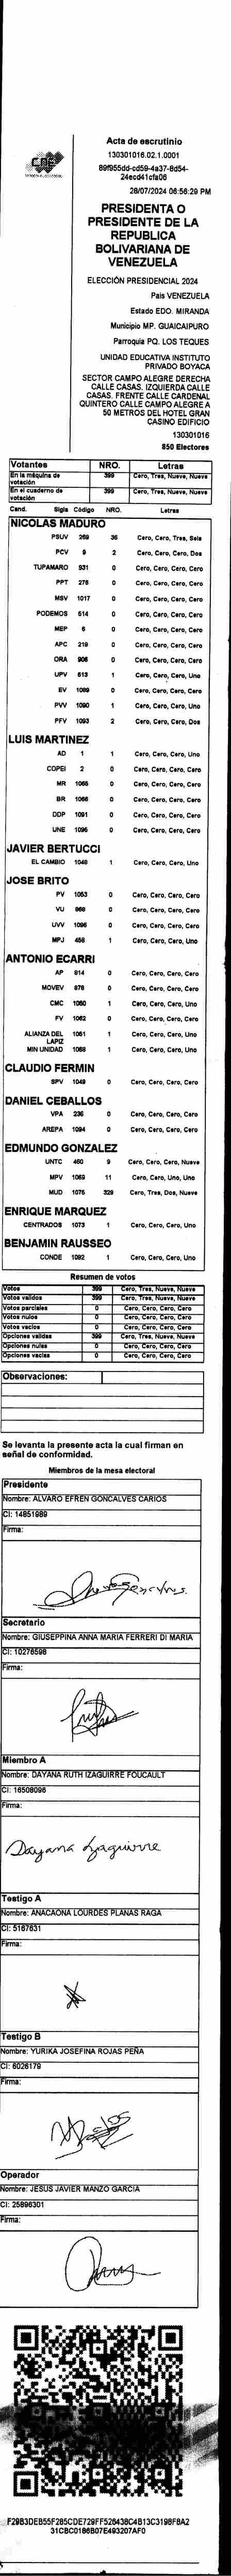 CNE
Acta de escrutinio
130301016.02.1.0001
89f955dd-cd59-4a37-8d54-
24ecd41cfa06
28/07/2024 06:56:29 PM
PRESIDENTA O
PRESIDENTE DE LA
REPUBLICA
BOLIVARIANA DE
VENEZUELA
ELECCIÓN PRESIDENCIAL 2024
Pais VENEZUELA
Estado EDO. MIRANDA
Municipio MP. GUAICAIPURO
Parroquia PQ. LOS TEQUES
UNIDAD EDUCATIVA INSTITUTO
PRIVADO BOYACA
SECTOR CAMPO ALEGRE DERECHA
CALLE CASAS. IZQUIERDA CALLE
CASAS. FRENTE CALLE CARDENAL
QUINTERO CALLE CAMPO ALEGRE A
50 METROS DEL HOTEL GRAN
CASINO EDIFICIO
130301016
850 Electores
Votantes NRO. Letras
En la máquina de votación 399 Cero, Tres, Nueve, Nueve
En el cuaderno de votación 399 Cero, Tres, Nueve, Nueve
Cand. Sigla Código NRO. Letras
NICOLAS MADURO
PSUV 269 36 Cero, Cero, Tres, Seis
PCV 9 2 Cero, Cero, Cero, Dos
TUPAMARO 931 0 Cero, Cero, Cero, Cero
PPT 276 0 Cero, Cero, Cero, Cero
MSV 1017 0 Cero, Cero, Cero, Cero
PODEMOS 514 0 Cero, Cero, Cero, Cero
MEP 6 0 Cero, Cero, Cero, Cero
APC 219 0 Cero, Cero, Cero, Cero
ORA 906 0 Cero, Cero, Cero, Cero
UPV 613 1 Cero, Cero, Cero, Uno
EV 1089 0 Cero, Cero, Cero, Cero
PVV 1090 1 Cero, Cero, Cero, Uno
PFV 1093 2 Cero, Cero, Cero, Dos
LUIS MARTINEZ
AD 1 1 Cero, Cero, Cero, Uno
COPEI 2 0 Cero, Cero, Cero, Cero
MR 1065 0 Cero, Cero, Cero, Cero
BR 1066 0 Cero, Cero, Cero, Cero
DDP 1091 0 Cero, Cero, Cero, Cero
UNE 1096 0 Cero, Cero, Cero, Cero
JAVIER BERTUCCI
EL CAMBIO 1048 1 Cero, Cero, Cero, Uno
JOSE BRITO
PV 1053 0 Cero, Cero, Cero, Cero
VU 968 0 Cero, Cero, Cero, Cero
UVV 1095 0 Cero, Cero, Cero, Cero
MPJ 458 1 Cero, Cero, Cero, Uno
ANTONIO ECARRI
AP 914 0 Cero, Cero, Cero, Cero
MOVEV 876 0 Cero, Cero, Cero, Cero
CMC 1060 1 Cero, Cero, Cero, Uno
FV 1062 0 Cero, Cero, Cero, Cero
ALIANZA DEL LAPIZ 1061 1 Cero, Cero, Cero, Uno
MIN UNIDAD 1068 1 Cero, Cero, Cero, Uno
CLAUDIO FERMIN
SPV 1049 0 Cero, Cero, Cero, Cero
DANIEL CEBALLOS
VPA 236 0 Cero, Cero, Cero, Cero
AREPA 1094 0 Cero, Cero, Cero, Cero
EDMUNDO GONZALEZ
UNTC 460 9 Cero, Cero, Cero, Nueve
MPV 1069 11 Cero, Cero, Uno, Uno
MUD 1075 329 Cero, Tres, Dos, Nueve
ENRIQUE MARQUEZ
CENTRADOS 1073 1 Cero, Cero, Cero, Uno
BENJAMIN RAUSSEO
CONDE 1092 1 Cero, Cero, Cero, Uno
Resumen de votos
Votos 399 Cero, Tres, Nueve, Nueve
Votos validos 399 Cero, Tres, Nueve, Nueve
Votos parciales 0 Cero, Cero, Cero, Cero
Votos nulos 0 Cero, Cero, Cero, Cero
Votos vacios 0 Cero, Cero, Cero, Cero
Opciones validas 399 Cero, Tres, Nueve, Nueve
Opciones nulas 0 Cero, Cero, Cero, Cero
Opciones vacias 0 Cero, Cero, Cero, Cero
Observaciones:
Se levanta la presente acta la cual firman en
señal de conformidad.
Miembros de la mesa electoral
Presidente
Nombre: ALVARO EFREN GONCALVES CARIOS
CI: 14851989
Firma:
Secretario
Nombre: GIUSEPPINA ANNA MARIA FERRERI DI MARIA
CI: 10276598
Firma:
Miembro A
Nombre: DAYANA RUTH IZAGUIRRE FOUCAULT
CI: 16508096
Firma:
Dayana Izaguirre
Testigo A
Nombre: ANACAONA LOURDES PLANAS RAGA
CI: 5167631
Firma:
Testigo B
Nombre: YURIKA JOSEFINA ROJAS PEÑA
CI: 6026179
Firma:
Operador
Nombre: JESUS JAVIER MANZO GARCIA
CI: 25896301
Firma:
F29B3DEB55F285CDE729FF526438C4B13C3198F8A2
31CBC0186B07E493207AF0